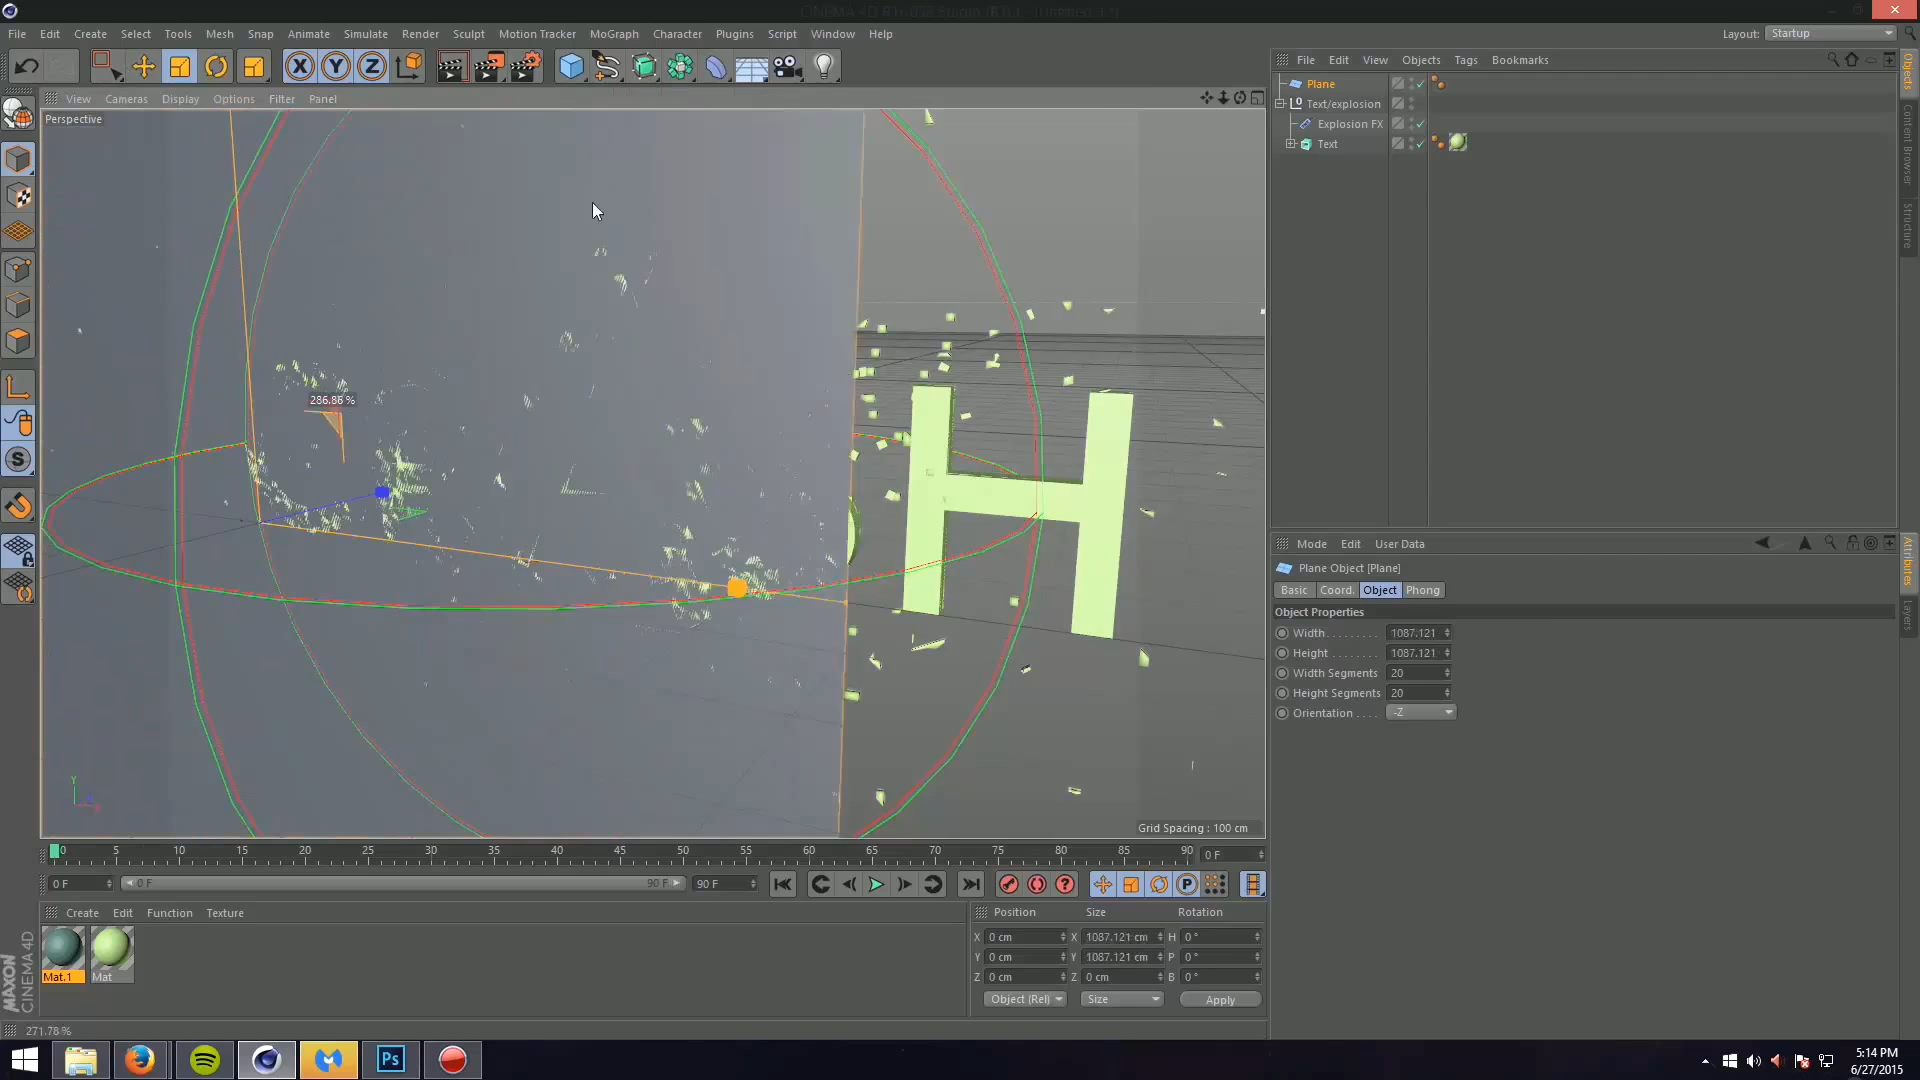 File Edit Create Select Tools Mesh Snap Animate Simulate Render Sculpt Motion Tracker MoGraph Character Plugins Script Window Help
Layout: Startup
X Y Z
File Edit View Objects Tags Bookmarks
View Cameras Display Options Filter Panel
Perspective
Plane
Text/explosion
Explosion FX
Text
Objects
Content Browser
Structure
286.86 %
H
Mode Edit User Data
Plane Object [Plane]
Basic Coord. Object Phong
Object Properties
Width 1087.121
Height 1087.121
Width Segments 20
Height Segments 20
Orientation -Z
Attributes
Layers
Y
Grid Spacing : 100 cm
0 5 10 15 20 25 30 35 40 45 50 55 60 65 70 75 80 85 90
0 F
0 F 0 F 90 F 90 F
P
Create Edit Function Texture
Mat.1 Mat
Position Size Rotation
X 0 cm X 1087.121 cm H 0 °
Y 0 cm Y 1087.121 cm P 0 °
Z 0 cm Z 0 cm B 0 °
Object (Rel) Size Apply
MAXON
CINEMA 4D
271.78 %
Ps
5:14 PM
6/27/2015